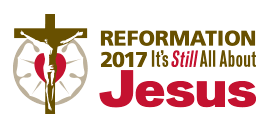 REFORMATION
2017 It's Still All About
Jesus